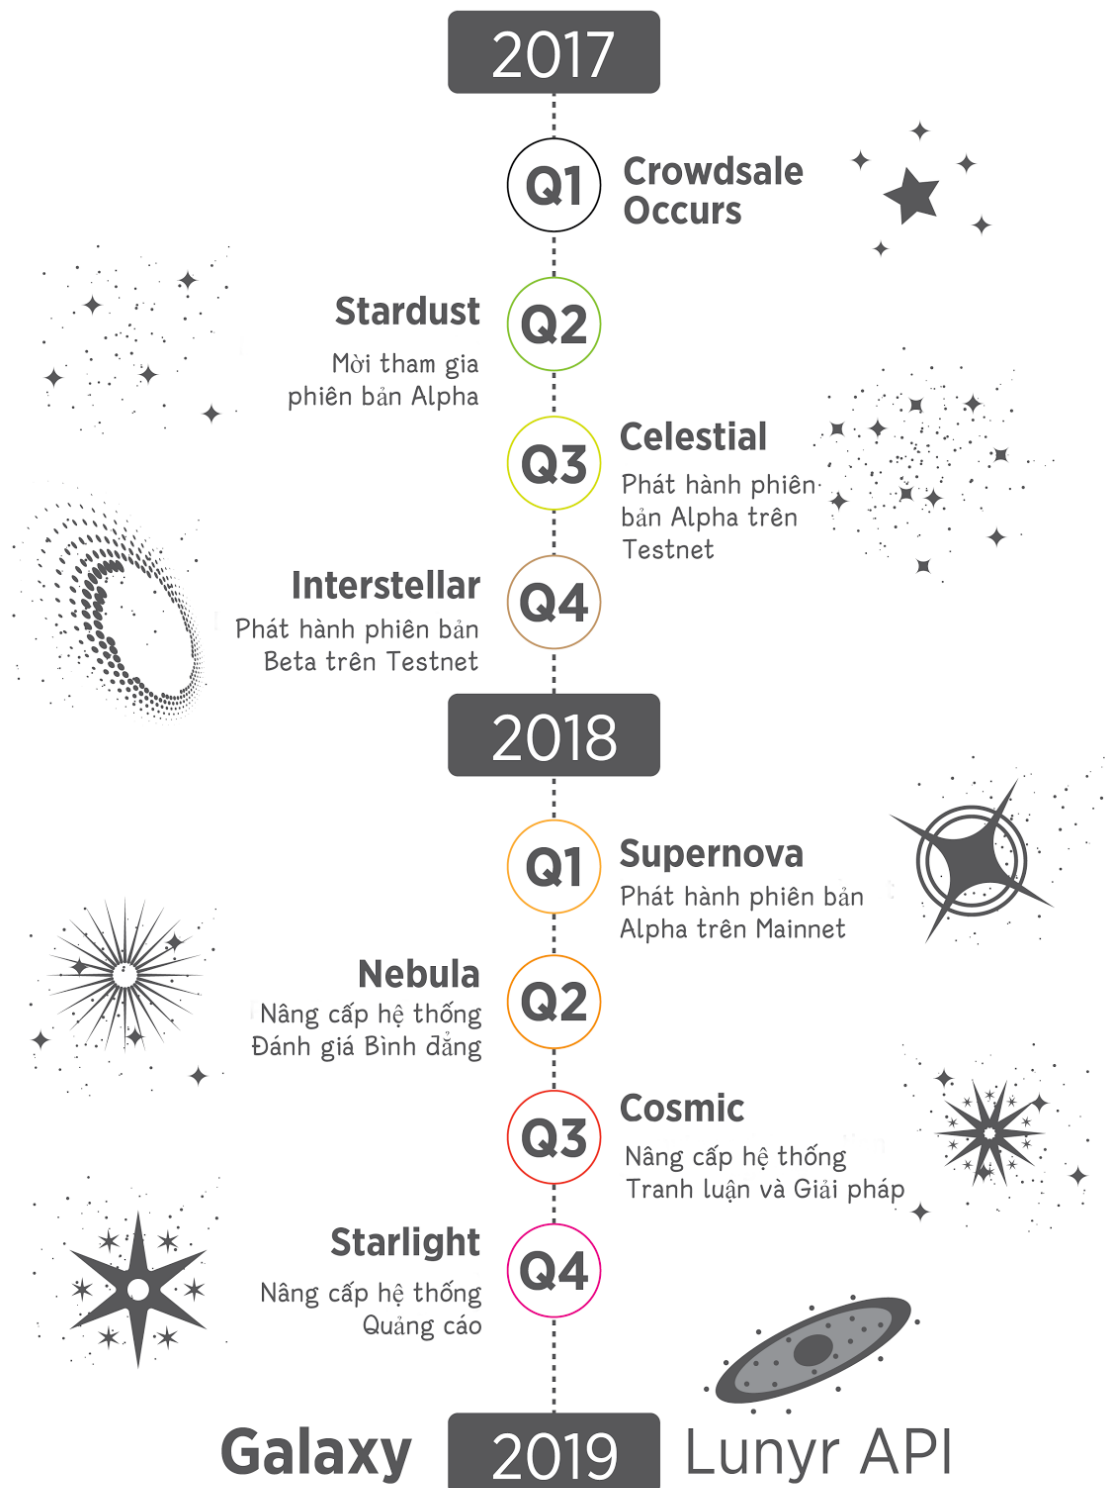 2017
Q1
Crowdsale
Occurs
Stardust
Mời tham gia
phiên bản Alpha
Q2
Q3
Celestial
Phát hành phiên
bản Alpha trên
Testnet
Interstellar
Phát hành phiên bản
Beta trên Testnet
Q4
2018
Q1
Supernova
Phát hành phiên bản
Alpha trên Mainnet
Nebula
Nâng cấp hệ thống
Đánh giá Bình đẳng
Q2
Q3
Cosmic
Nâng cấp hệ thống
Tranh luận và Giải pháp
Starlight
Nâng cấp hệ thống
Quảng cáo
Q4
Galaxy 2019 Lunyr API